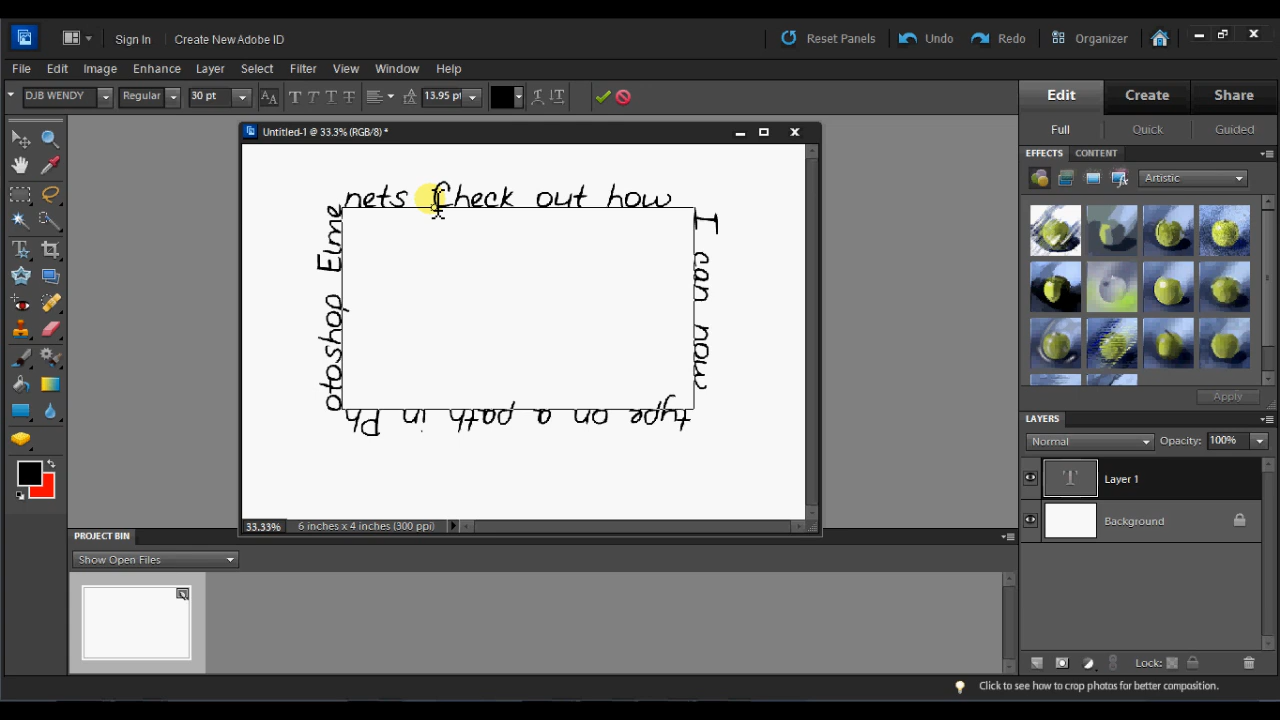 Sign In
Create New Adobe ID
Reset Panels
Undo
Redo
Organizer
File Edit Image Enhance Layer Select Filter View Window Help
DJB WENDY
Regular
30 pt
13.95 pt
Edit
Create
Share
Full
Quick
Guided
Untitled-1 @ 33.3% (RGB/8) *
EFFECTS
CONTENT
Artistic
nets Check out how
I can now
type on a path in Ph
otoshop Elme
Apply
LAYERS
Normal
Opacity: 100%
T
Layer 1
Background
33.33%
6 inches x 4 inches (300 ppi)
PROJECT BIN
Show Open Files
Lock:
Click to see how to crop photos for better composition.